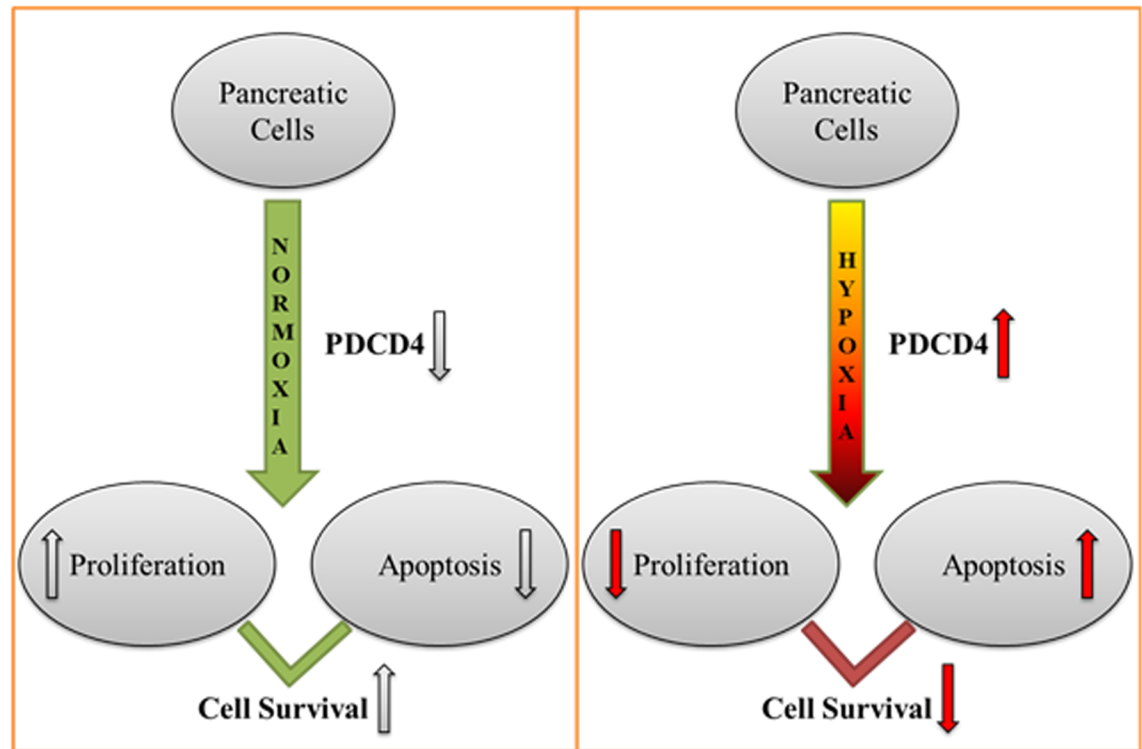 Pancreatic
Cells
NORMOXIA
PDCD4
Proliferation
Apoptosis
Cell Survival
Pancreatic
Cells
HYPOXIA
PDCD4
Proliferation
Apoptosis
Cell Survival